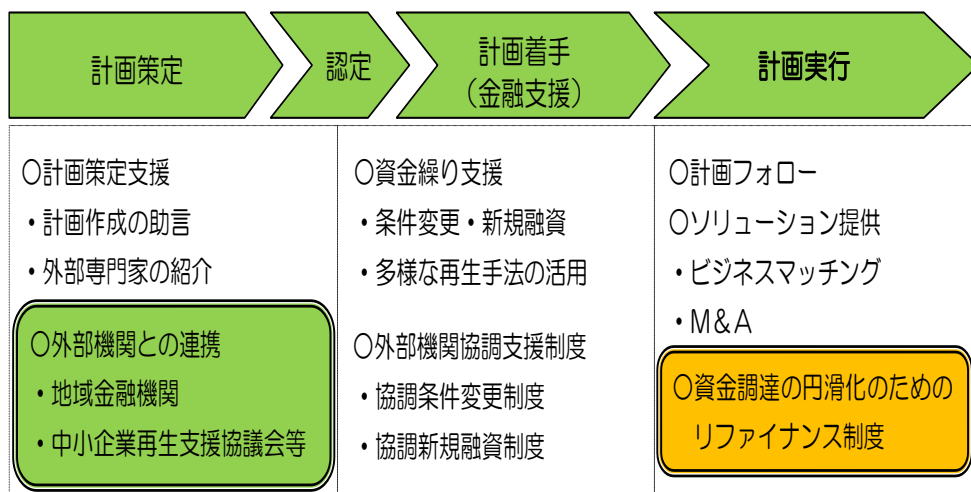 計画策定
認定
計画着手
（金融支援）
計画実行
○計画策定支援
・計画作成の助言
・外部専門家の紹介
○外部機関との連携
・地域金融機関
・中小企業再生支援協議会等
○資金繰り支援
・条件変更・新規融資
・多様な再生手法の活用
○外部機関協調支援制度
・協調条件変更制度
・協調新規融資制度
○計画フォロー
○ソリューション提供
・ビジネスマッチング
・M&A
○資金調達の円滑化のための
リファイナンス制度